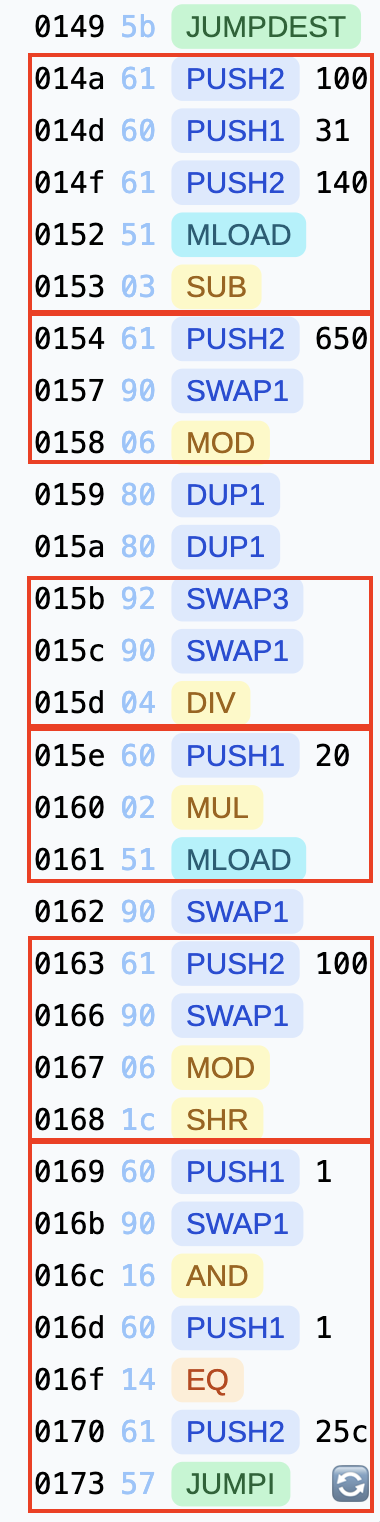 0149 5b JUMPDEST
014a 61 PUSH2 100
014d 60 PUSH1 31
014f 61 PUSH2 140
0152 51 MLOAD
0153 03 SUB
0154 61 PUSH2 650
0157 90 SWAP1
0158 06 MOD
0159 80 DUP1
015a 80 DUP1
015b 92 SWAP3
015c 90 SWAP1
015d 04 DIV
015e 60 PUSH1 20
0160 02 MUL
0161 51 MLOAD
0162 90 SWAP1
0163 61 PUSH2 100
0166 90 SWAP1
0167 06 MOD
0168 1c SHR
0169 60 PUSH1 1
016b 90 SWAP1
016c 16 AND
016d 60 PUSH1 1
016f 14 EQ
0170 61 PUSH2 25c
0173 57 JUMPI